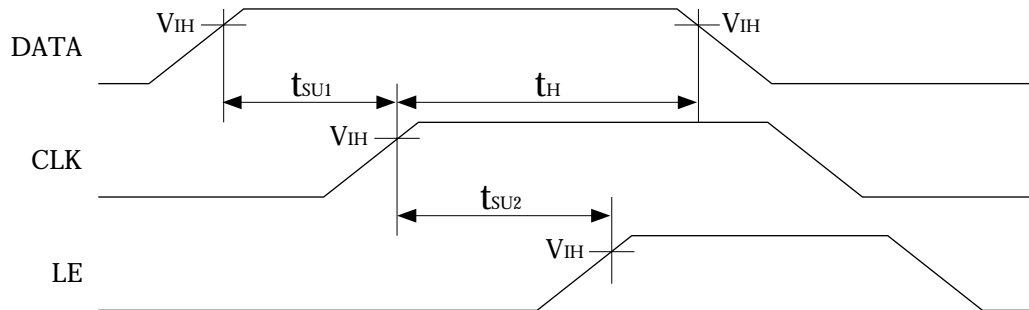 VIH VIH
DATA
tSU1 tH
VIH
CLK
tSU2
VIH
LE